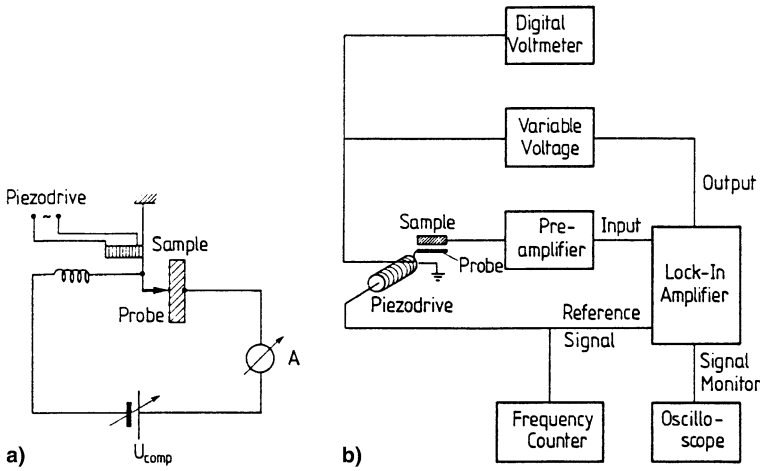 a)
Piezodrive
~
Sample
Probe
A
Ucomp
b)
Digital
Voltmeter
Variable
Voltage
Output
Sample
Pre-
amplifier
Input
Probe
Piezodrive
Lock-In
Amplifier
Reference
Signal
Signal
Monitor
Frequency
Counter
Oscillo-
scope